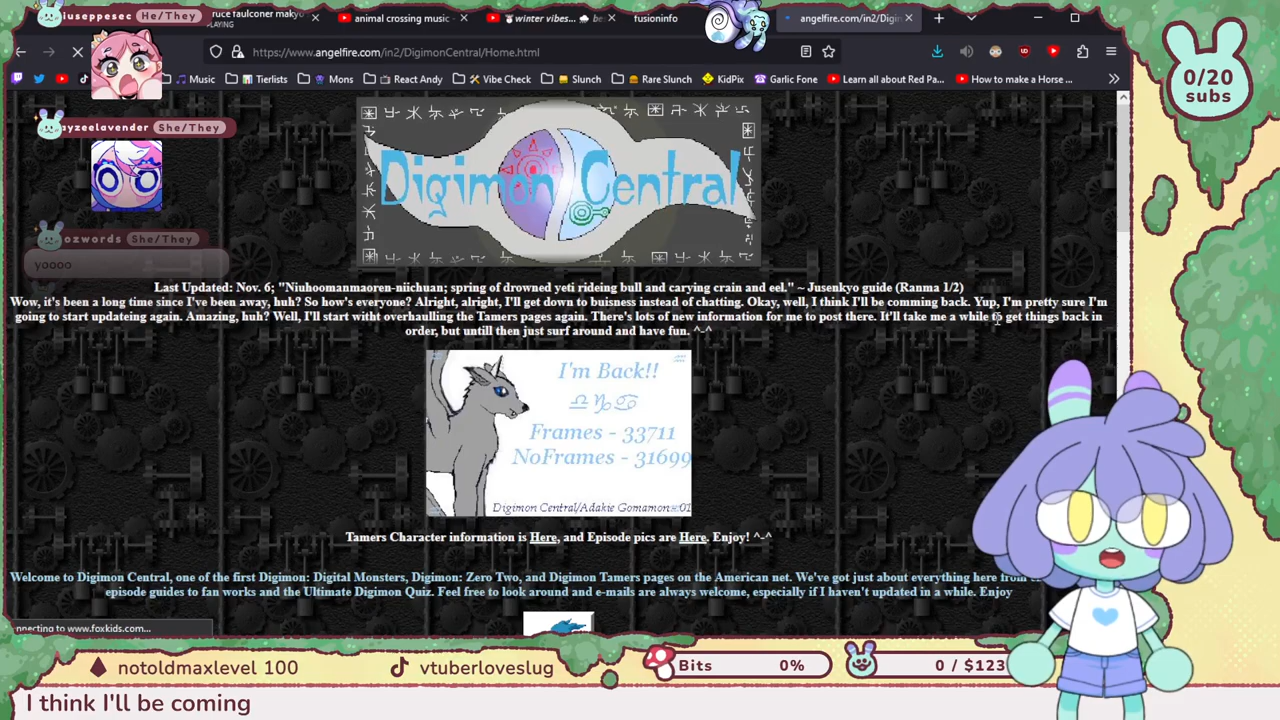 iuseppesec He/They
ayzeelavender She/They
ozwords She/They
yoooo
ruce faulconer makyo
PLAYING
animal crossing music -
winter vibes...
be
fusioninfo
angelfire.com/in2/Digin
https://www.angelfire.com/in2/DigimonCentral/Home.html
Music
Tierlists
Mons
React Andy
Vibe Check
Slunch
Rare Slunch
KidPix
Garlic Fone
Learn all about Red Pa...
How to make a Horse ...
0/20
subs
Digimon Central
Last Updated: Nov. 6; "Niuhoomanmaoren-niichuan; spring of drowned yeti rideing bull and carying crain and eel." ~ Jusenkyo guide (Ranma 1/2)
Wow, it's been a long time since I've been away, huh? So how's everyone? Alright, alright, I'll get down to buisness instead of chatting. Okay, well, I think I'll be comming back. Yup, I'm pretty sure I'm
going to start updateing again. Amazing, huh? Well, I'll start witht overhaulling the Tamers pages again. There's lots of new information for me to post there. It'll take me a while to get things back in
order, but untill then just surf around and have fun. ^-^
I'm Back!!
♎♑♋
Frames - 33711
NoFrames - 31699
Digimon Central/Adakie Gomamon 01
Tamers Character information is Here, and Episode pics are Here. Enjoy! ^-^
Welcome to Digimon Central, one of the first Digimon: Digital Monsters, Digimon: Zero Two, and Digimon Tamers pages on the American net. We've got just about everything here from
episode guides to fan works and the Ultimate Digimon Quiz. Feel free to look around and e-mails are always welcome, especially if I haven't updated in a while. Enjoy
nnecting to www.foxkids.com...
notoldmaxlevel 100
vtuberloveslug
Bits 0%
0 / $123
I think I'll be coming